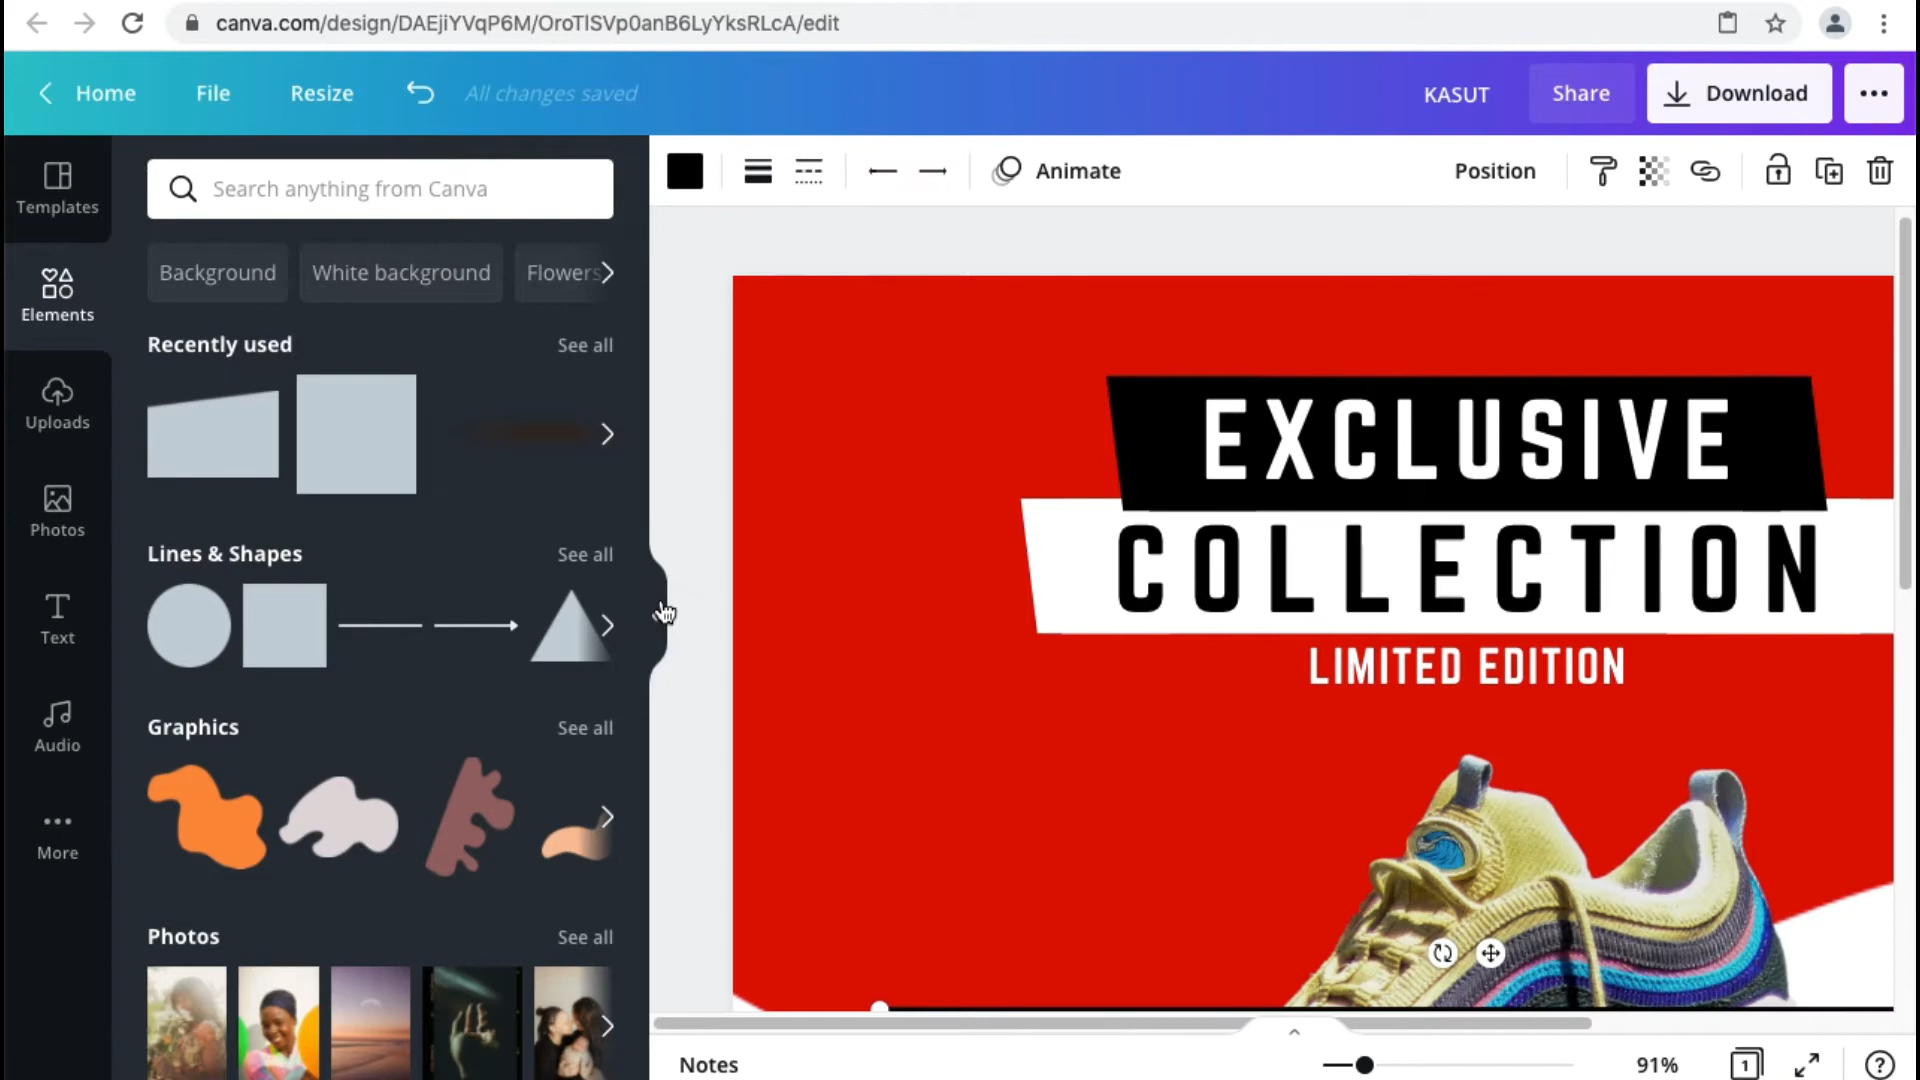 canva.com/design/DAEjiYVqP6M/OroTlSVp0anB6LyYksRLcA/edit
Home File Resize All changes saved KASUT Share Download
Templates
Elements
Uploads
Photos
Text
Audio
More
Search anything from Canva
Background White background Flowers
Recently used See all
Lines & Shapes See all
Graphics See all
Photos See all
Animate Position
EXCLUSIVE
COLLECTION
LIMITED EDITION
Notes 91% 1 ?